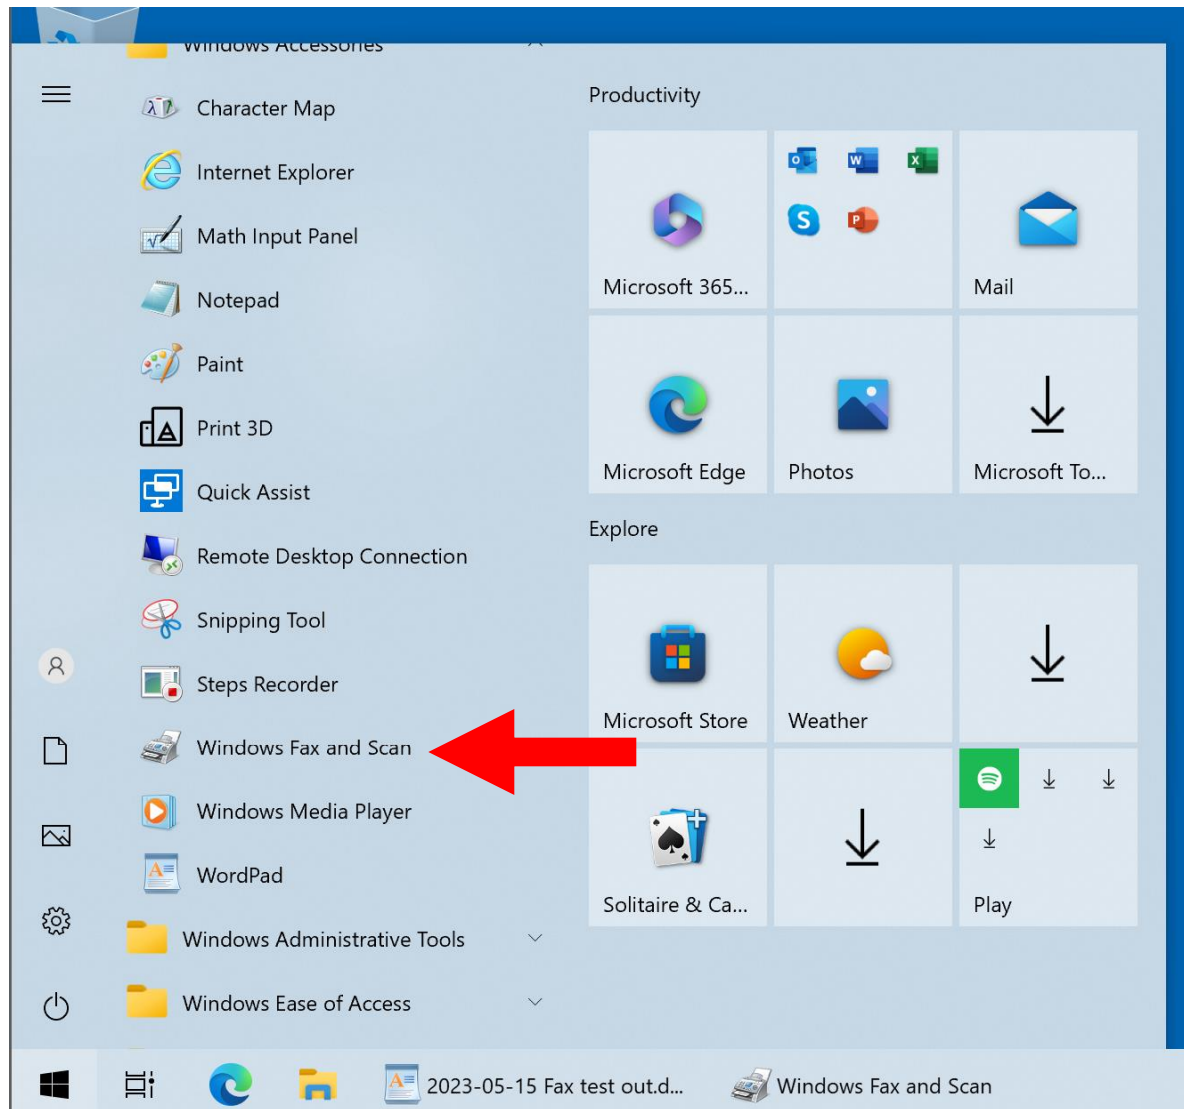 Windows Accessories
Character Map
Internet Explorer
Math Input Panel
Notepad
Paint
Print 3D
Quick Assist
Remote Desktop Connection
Snipping Tool
Steps Recorder
Windows Fax and Scan
Windows Media Player
WordPad
Windows Administrative Tools
Windows Ease of Access
Productivity
Microsoft 365...
Mail
Microsoft Edge
Photos
Microsoft To...
Explore
Microsoft Store
Weather
Solitaire & Ca...
Play
2023-05-15 Fax test out.d...
Windows Fax and Scan